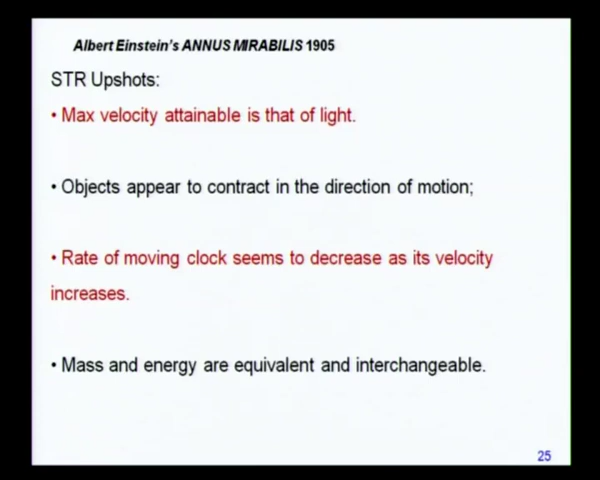 Albert Einstein's ANNUS MIRABILIS 1905
STR Upshots:
• Max velocity attainable is that of light.
• Objects appear to contract in the direction of motion;
• Rate of moving clock seems to decrease as its velocity
increases.
• Mass and energy are equivalent and interchangeable.
25